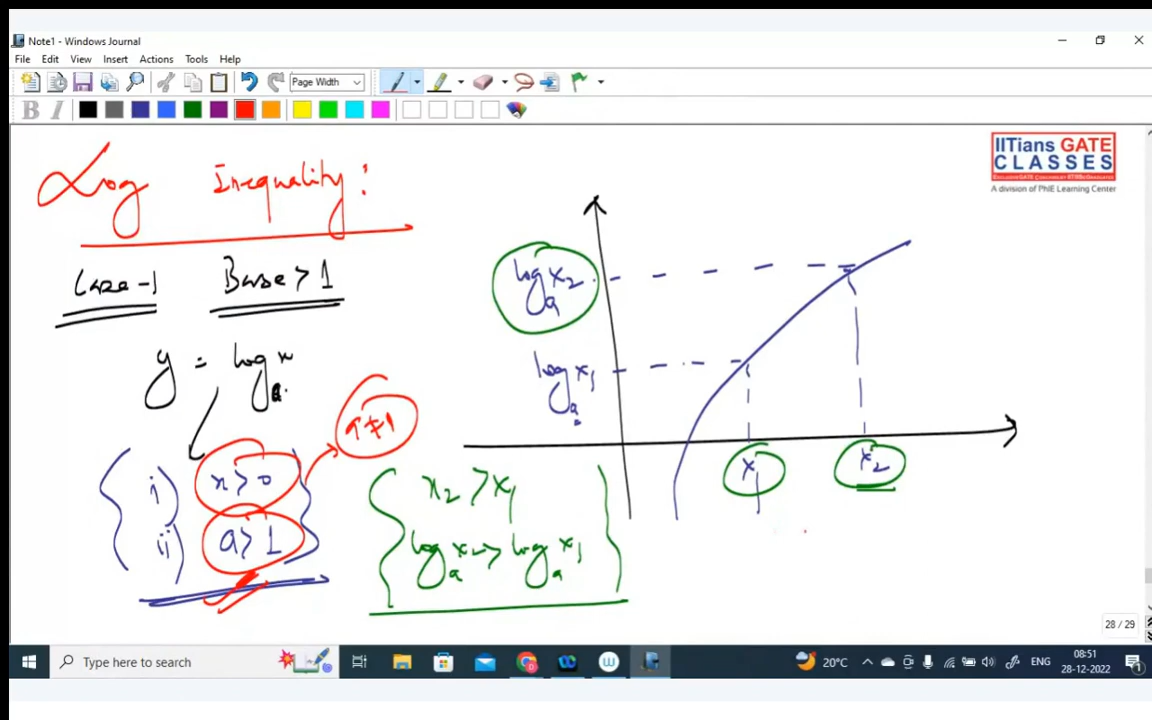 Note1 - Windows Journal
File Edit View Insert Actions Tools Help
Page Width
B I
IITians GATE
CLASSES
A division of PhIE Learning Center
Log Inequality:
Case-1 Base > 1
y = log_a x
i) x > 0
ii) a > 1
a ≠ 1
x₂ > x₁
log_a x₂ > log_a x₁
log_a x₂
log_a x₁
x₁
x₂
28 / 29
Type here to search
20°C
ENG
08:51
28-12-2022